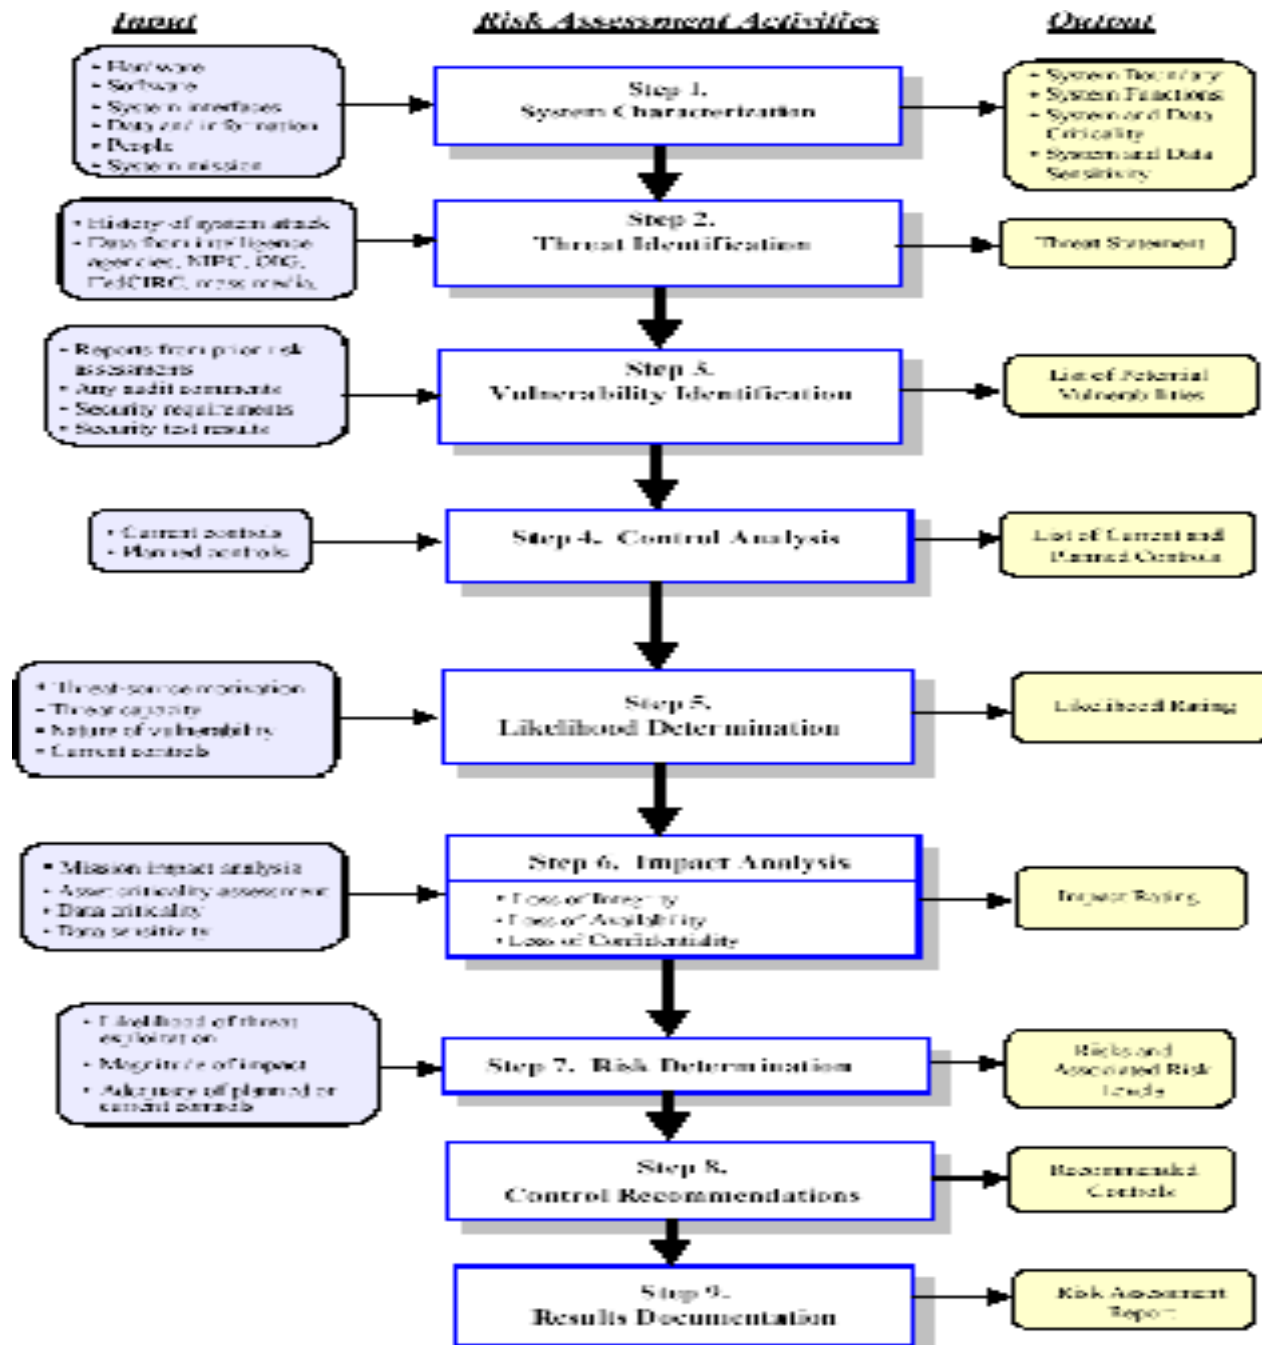 Input
Risk Assessment Activities
Output
• Hardware
• Software
• System interfaces
• Data and information
• People
• System mission
Step 1.
System Characterization
• System Boundary
• System Functions
• System and Data
Criticality
• System and Data
Sensitivity
• History of system attack
• Data from intelligence
agencies, NIPC, OIG,
FedCIRC, mass media,
Step 2.
Threat Identification
Threat Statement
• Reports from prior risk
assessments
• Any audit comments
• Security requirements
• Security test results
Step 3.
Vulnerability Identification
List of Potential
Vulnerabilities
• Current controls
• Planned controls
Step 4. Control Analysis
List of Current and
Planned Controls
• Threat-source motivation
• Threat capacity
• Nature of vulnerability
• Current controls
Step 5.
Likelihood Determination
Likelihood Rating
• Mission impact analysis
• Asset criticality assessment
• Data criticality
• Data sensitivity
Step 6. Impact Analysis
• Loss of Integrity
• Loss of Availability
• Loss of Confidentiality
Impact Rating
• Likelihood of threat
exploitation
• Magnitude of impact
• Adequacy of planned or
current controls
Step 7. Risk Determination
Risks and
Associated Risk
Levels
Step 8.
Control Recommendations
Recommended
Controls
Step 9.
Results Documentation
Risk Assessment
Report